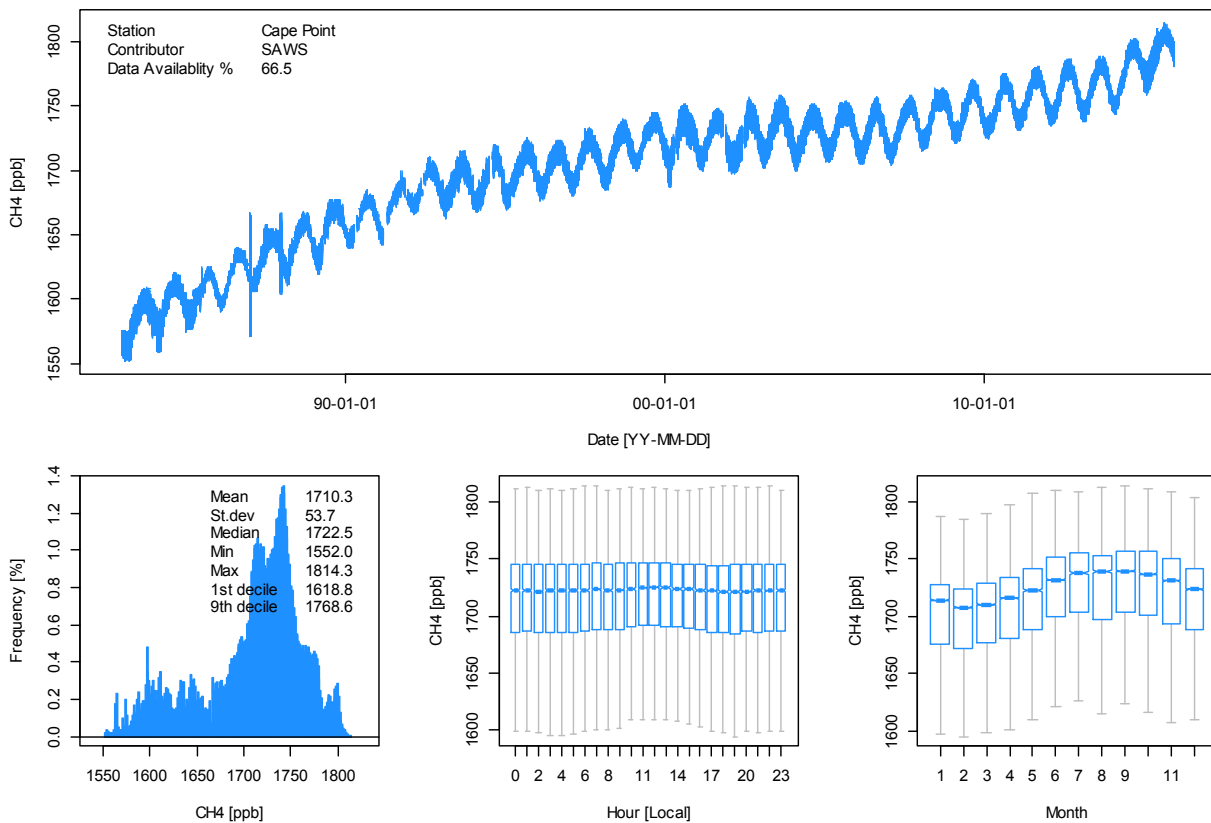 Station Cape Point
Contributor SAWS
Data Availablity % 66.5
CH4 [ppb]
1550 1600 1650 1700 1750 1800
90-01-01 00-01-01 10-01-01
Date [YY-MM-DD]
Frequency [%]
0.0 0.2 0.4 0.6 0.8 1.0 1.2 1.4
Mean 1710.3
St.dev 53.7
Median 1722.5
Min 1552.0
Max 1814.3
1st decile 1618.8
9th decile 1768.6
1550 1600 1650 1700 1750 1800
CH4 [ppb]
CH4 [ppb]
1600 1650 1700 1750 1800
0 2 4 6 8 11 14 17 20 23
Hour [Local]
CH4 [ppb]
1600 1650 1700 1750 1800
1 2 3 4 5 6 7 8 9 11
Month